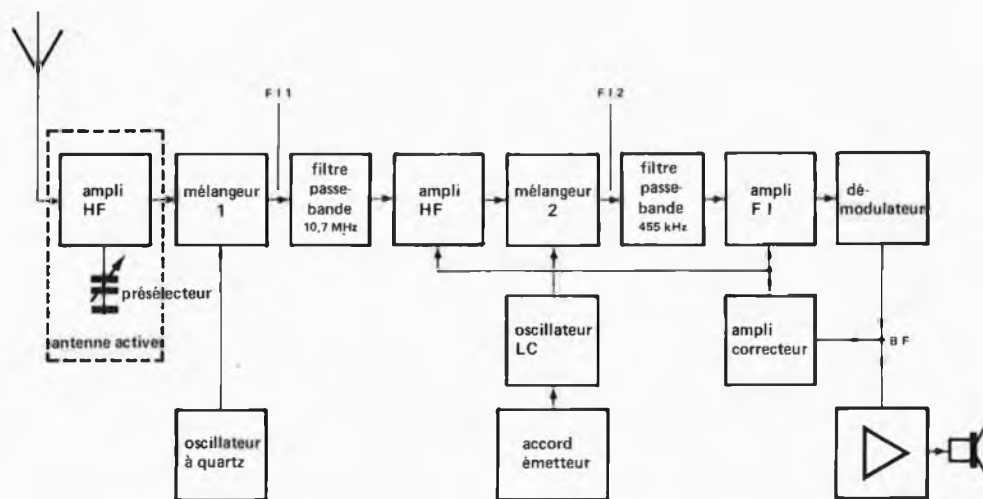 F I 1
F I 2
ampli
HF
mélangeur
1
filtre
passe-
bande
10,7 MHz
ampli
HF
mélangeur
2
filtre
passe-
bande
455 kHz
ampli
F I
dé-
modulateur
présélecteur
antenne active
oscillateur
LC
ampli
correcteur
B F
oscillateur
à quartz
accord
émetteur